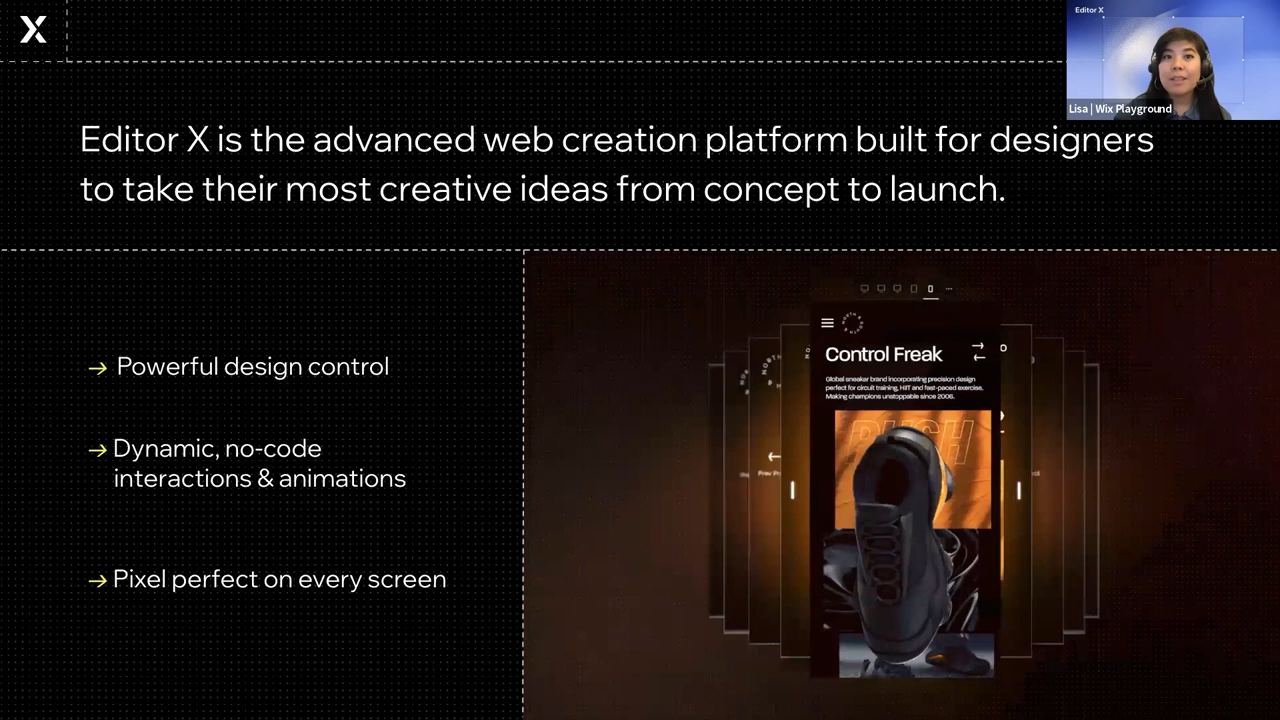 X
Editor X
Lisa | Wix Playground
Editor X is the advanced web creation platform built for designers
to take their most creative ideas from concept to launch.
→ Powerful design control
→ Dynamic, no-code
interactions & animations
→ Pixel perfect on every screen
Control Freak
Global sneaker brand incorporating precision design
perfect for circuit training, HIIT and fast-paced exercise.
Making champions unstoppable since 2006.
PUSH